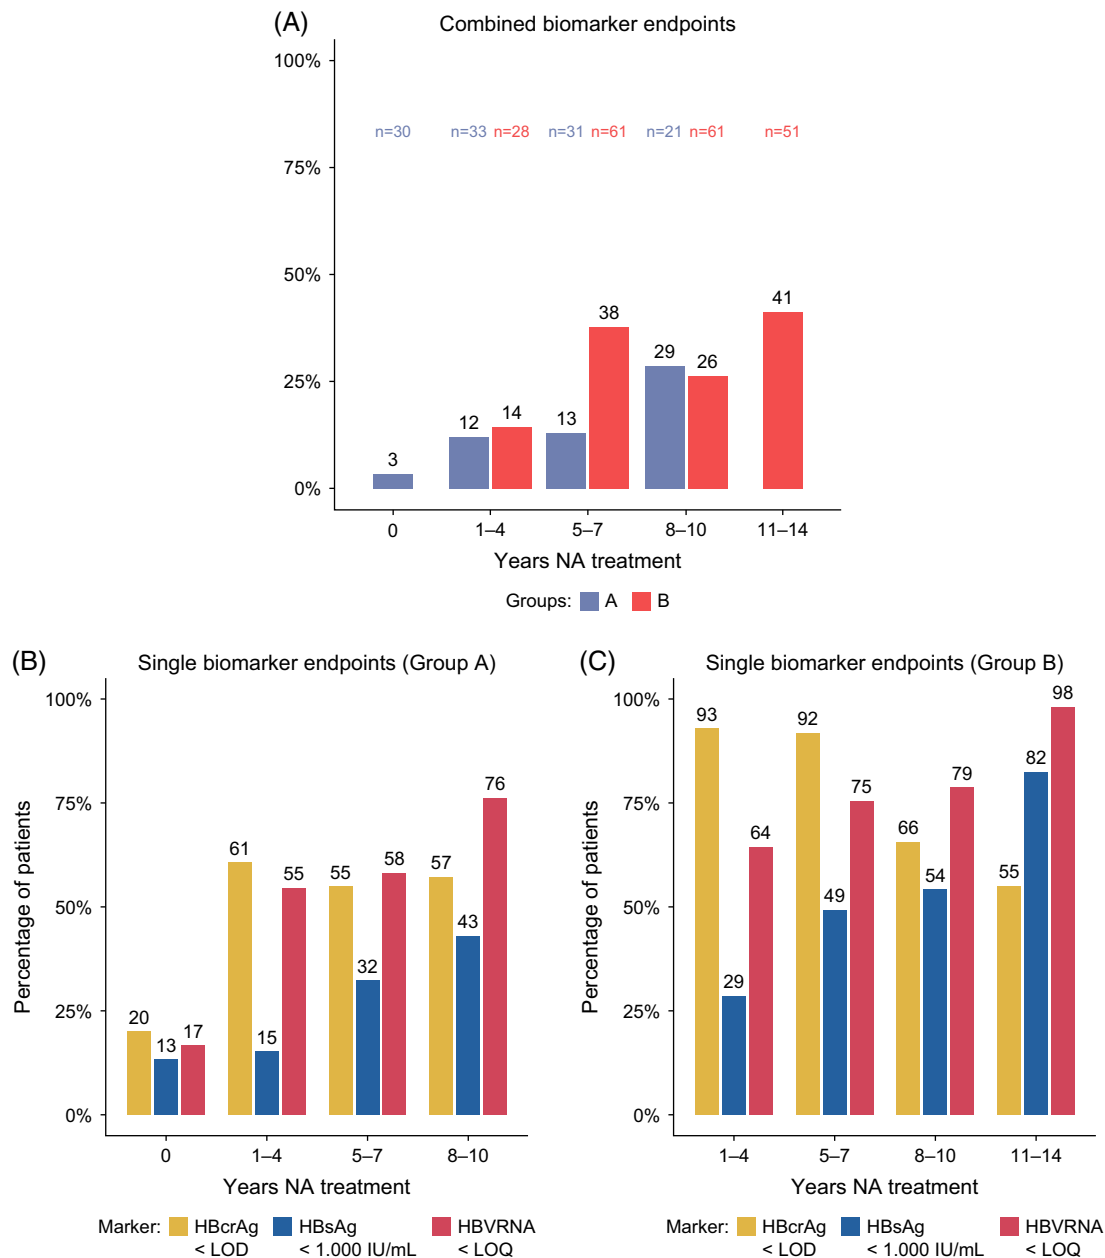 (A)
Combined biomarker endpoints
100%
75%
50%
25%
0%
n=30 n=33 n=28 n=31 n=61 n=21 n=61 n=51
3 12 14 13 38 29 26 41
0 1–4 5–7 8–10 11–14
Years NA treatment
Groups: A B
(B)
Single biomarker endpoints (Group A)
Percentage of patients
100%
75%
50%
25%
0%
20 13 17 61 15 55 55 32 58 57 43 76
0 1–4 5–7 8–10
Years NA treatment
Marker: HBcrAg < LOD HBsAg < 1.000 IU/mL HBVRNA < LOQ
(C)
Single biomarker endpoints (Group B)
Percentage of patients
100%
75%
50%
25%
0%
93 29 64 92 49 75 66 54 79 55 82 98
1–4 5–7 8–10 11–14
Years NA treatment
Marker: HBcrAg < LOD HBsAg < 1.000 IU/mL HBVRNA < LOQ